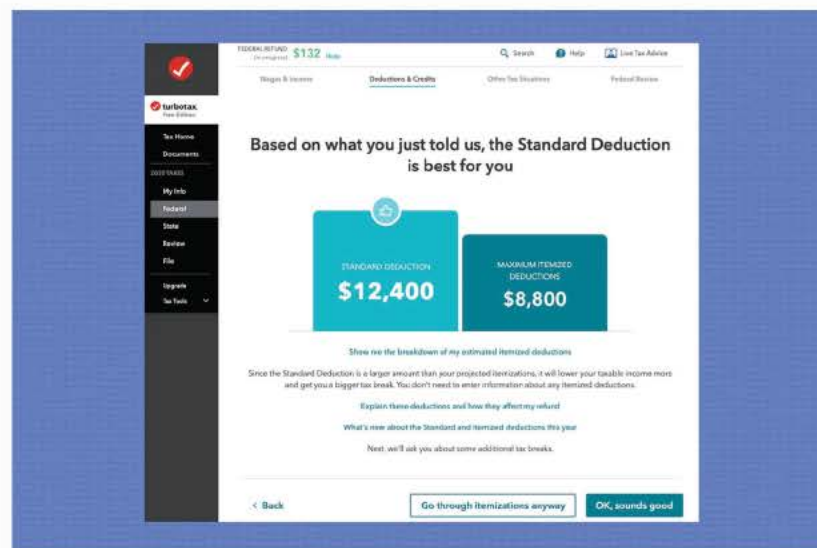 FEDERAL REFUND
(in progress)
$132
Search
Help
Live Tax Advice
Wages & Income
Deductions & Credits
Other Tax Situations
Federal Review
turbotax.
Free Edition
Tax Home
Documents
2020 TAXES
My Info
Federal
State
Review
File
Upgrade
Tax Tools
Based on what you just told us, the Standard Deduction
is best for you
STANDARD DEDUCTION
$12,400
MAXIMUM ITEMIZED
DEDUCTIONS
$8,800
Show me the breakdown of my estimated itemized deductions
Since the Standard Deduction is a larger amount than your projected itemizations, it will lower your taxable income more
and get you a bigger tax break. You don't need to enter information about any itemized deductions.
Explain these deductions and how they affect my refund
What's new about the Standard and itemized deductions this year
Next, we'll ask you about some additional tax breaks.
< Back
Go through itemizations anyway
OK, sounds good